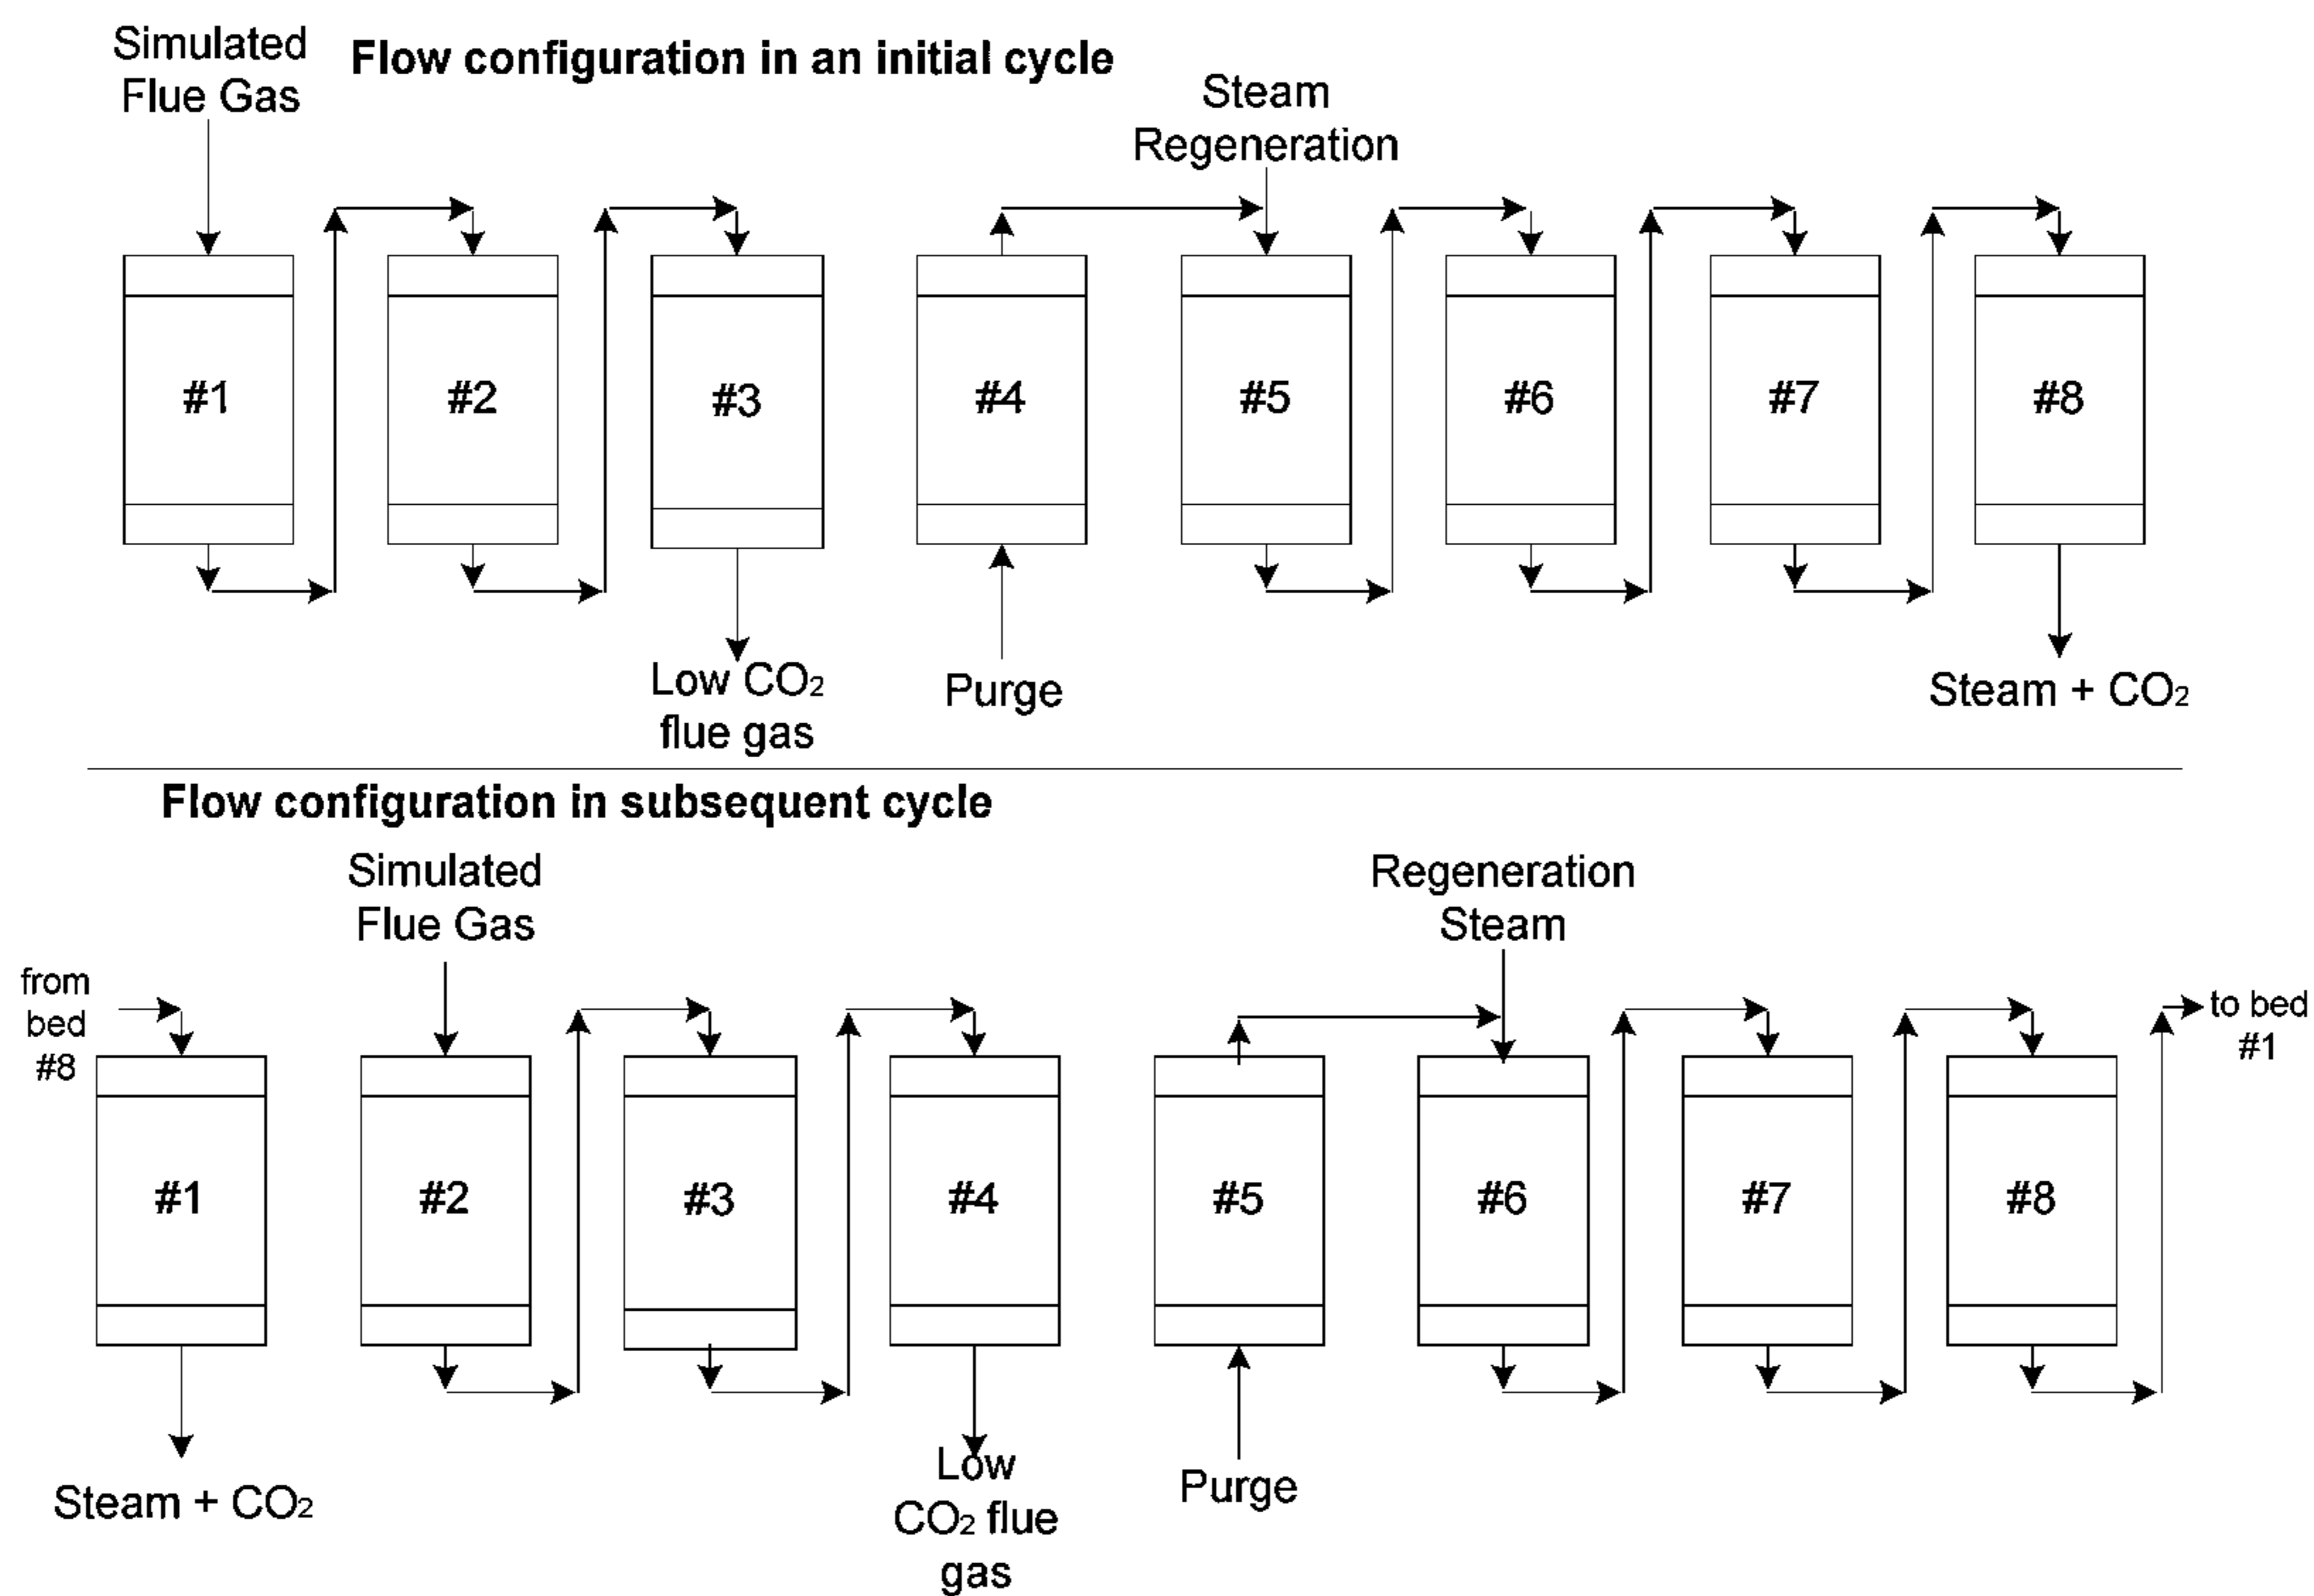 Simulated
Flue Gas
Flow configuration in an initial cycle
Steam
Regeneration
#1
#2
#3
#4
#5
#6
#7
#8
Low CO₂
flue gas
Purge
Steam + CO₂
Flow configuration in subsequent cycle
Simulated
Flue Gas
Regeneration
Steam
from
bed
#8
to bed
#1
#1
#2
#3
#4
#5
#6
#7
#8
Steam + CO₂
Low
CO₂ flue
gas
Purge